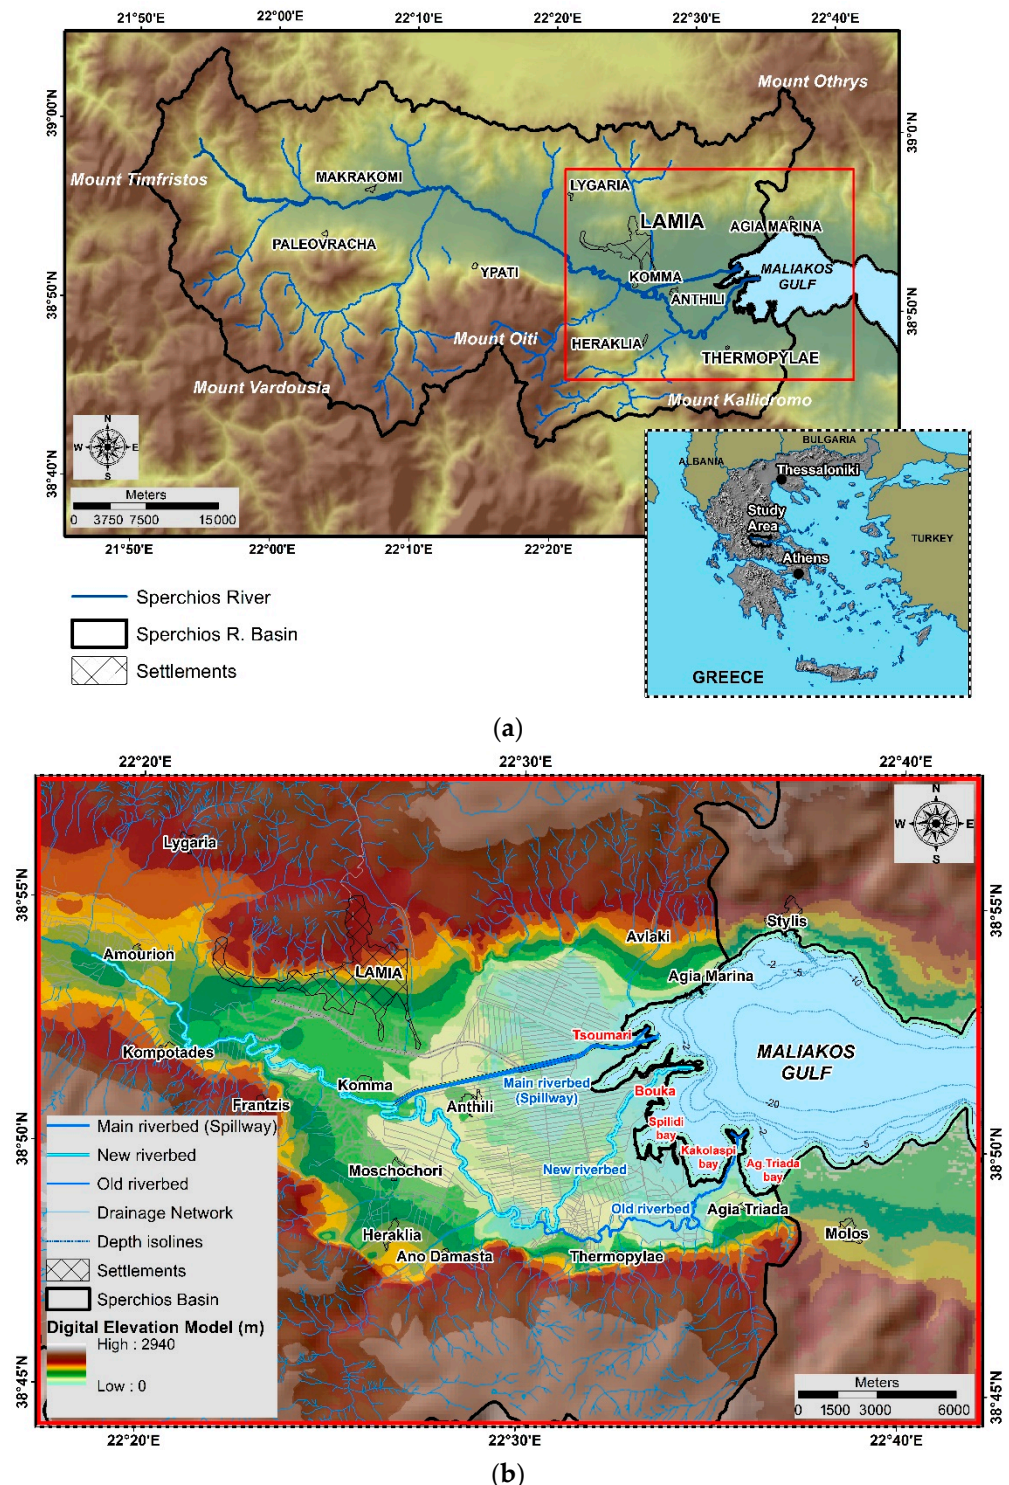 21°50'E 22°00'E 22°10'E 22°20'E 22°30'E 22°40'E
Mount Othrys
39°00'N
39°0'N
MAKRAKOMI
Mount Timfristos
LYGARIA
LAMIA
AGIA MARINA
PALEOVRACHA
YPATI
KOMMA
MALIAKOS
GULF
ANTHILI
38°50'N
38°50'N
Mount Oiti
HERAKLIA
THERMOPYLAE
Mount Vardousia
Mount Kallidromo
N
W E
S
38°40'N
Meters
0 3750 7500 15000
21°50'E 22°00'E 22°10'E 22°20'E
BULGARIA
ALBANIA
Thessaloniki
Study
Area
TURKEY
Athens
GREECE
Sperchios River
Sperchios R. Basin
Settlements
(a)
22°20'E 22°30'E 22°40'E
N
W E
S
Lygaria
38°55'N
38°55'N
Stylis
Avlaki
Amourion
LAMIA
Agia Marina
-2
-5
-10
Tsoumari
Kompotades
MALIAKOS
GULF
Komma
Main riverbed
(Spillway)
Bouka
Frantzis
Anthili
-20
Spilidi
bay
38°50'N
38°50'N
Main riverbed (Spillway)
New riverbed
Old riverbed
Drainage Network
Depth isolines
Settlements
Sperchios Basin
Digital Elevation Model (m)
High : 2940
Low : 0
2
-5
Kakolaspi
bay
Ag.Triada
bay
Moschochori
New riverbed
Old riverbed
Agia Triada
Heraklia
Molos
Ano Damasta
Thermopylae
38°45'N
38°45'N
Meters
0 1500 3000 6000
22°20'E 22°30'E 22°40'E
(b)